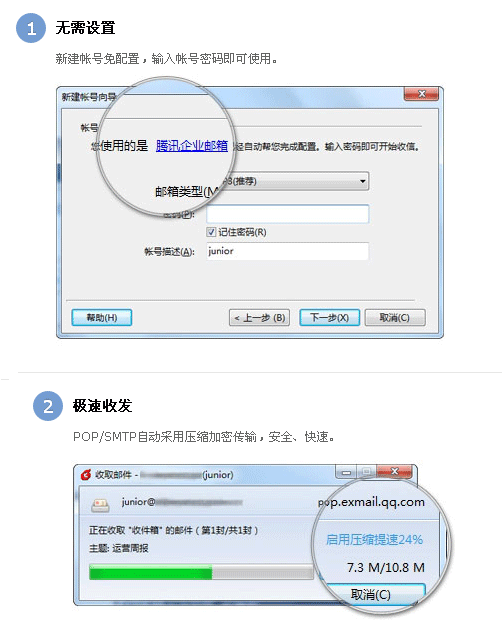 1 无需设置
新建帐号免配置，输入帐号密码即可使用。
新建帐号向导
帐号
您使用的是 腾讯企业邮箱 经自动帮您完成配置。输入密码即可开始收信。
邮箱类型(M 3(推荐)
密码(P):
记住密码(R)
帐号描述(A): junior
帮助(H) < 上一步 (B) 下一步(X) 取消(C)
2 极速收发
POP/SMTP自动采用压缩加密传输，安全、快速。
收取邮件 - (junior)
junior@ pop.exmail.qq.com
正在收取 "收件箱" 的邮件（第1封/共1封） 启用压缩提速24%
主题: 运营周报
7.3 M/10.8 M
取消(C)